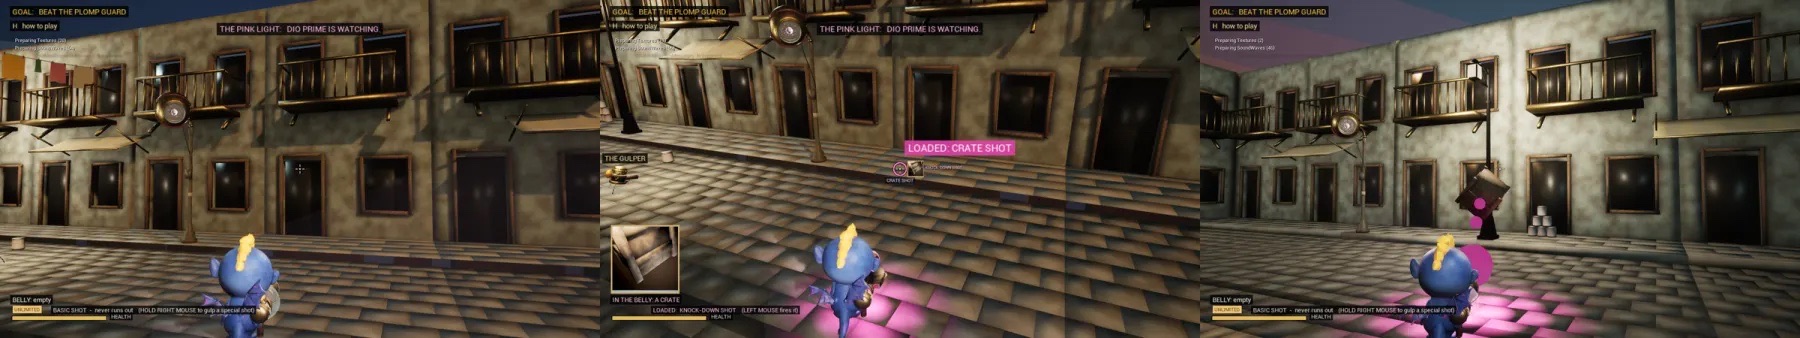 GOAL: BEAT THE PLOMP GUARD
H how to play
THE PINK LIGHT: DIO PRIME IS WATCHING.
BELLY: empty
UNLIMITED BASIC SHOT - never runs out (HOLD RIGHT MOUSE to gulp a special shot)
HEALTH
GOAL: BEAT THE PLOMP GUARD
H how to play
THE PINK LIGHT: DIO PRIME IS WATCHING.
LOADED: CRATE SHOT
THE GULPER
CRATE SHOT
IN THE BELLY: A CRATE
LOADED KNOCK-DOWN SHOT (LEFT MOUSE fires it)
HEALTH
GOAL: BEAT THE PLOMP GUARD
H how to play
Preparing Textures (2)
BELLY: empty
UNLIMITED BASIC SHOT - never runs out (HOLD RIGHT MOUSE to gulp a special shot)
HEALTH